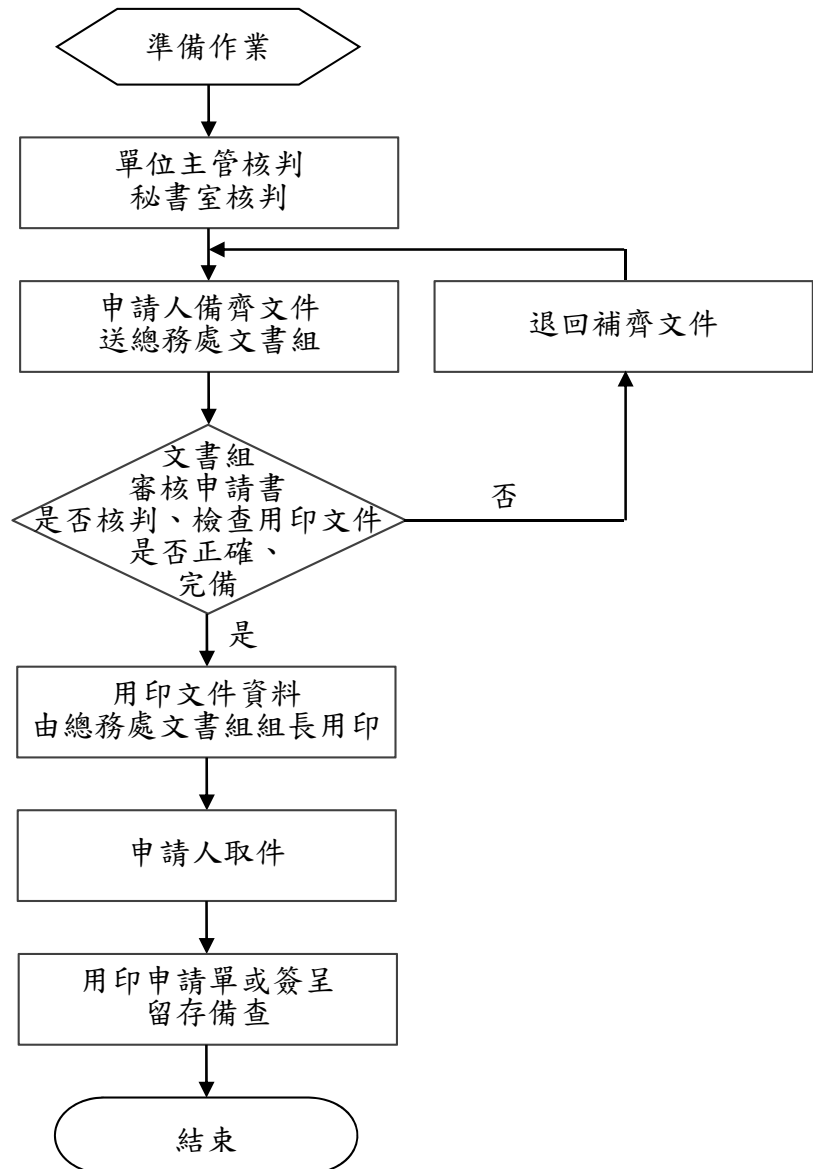 準備作業
單位主管核判
秘書室核判
申請人備齊文件
送總務處文書組
退回補齊文件
文書組
審核申請書
是否核判、檢查用印文件
是否正確、
完備
否
是
用印文件資料
由總務處文書組組長用印
申請人取件
用印申請單或簽呈
留存備查
結束